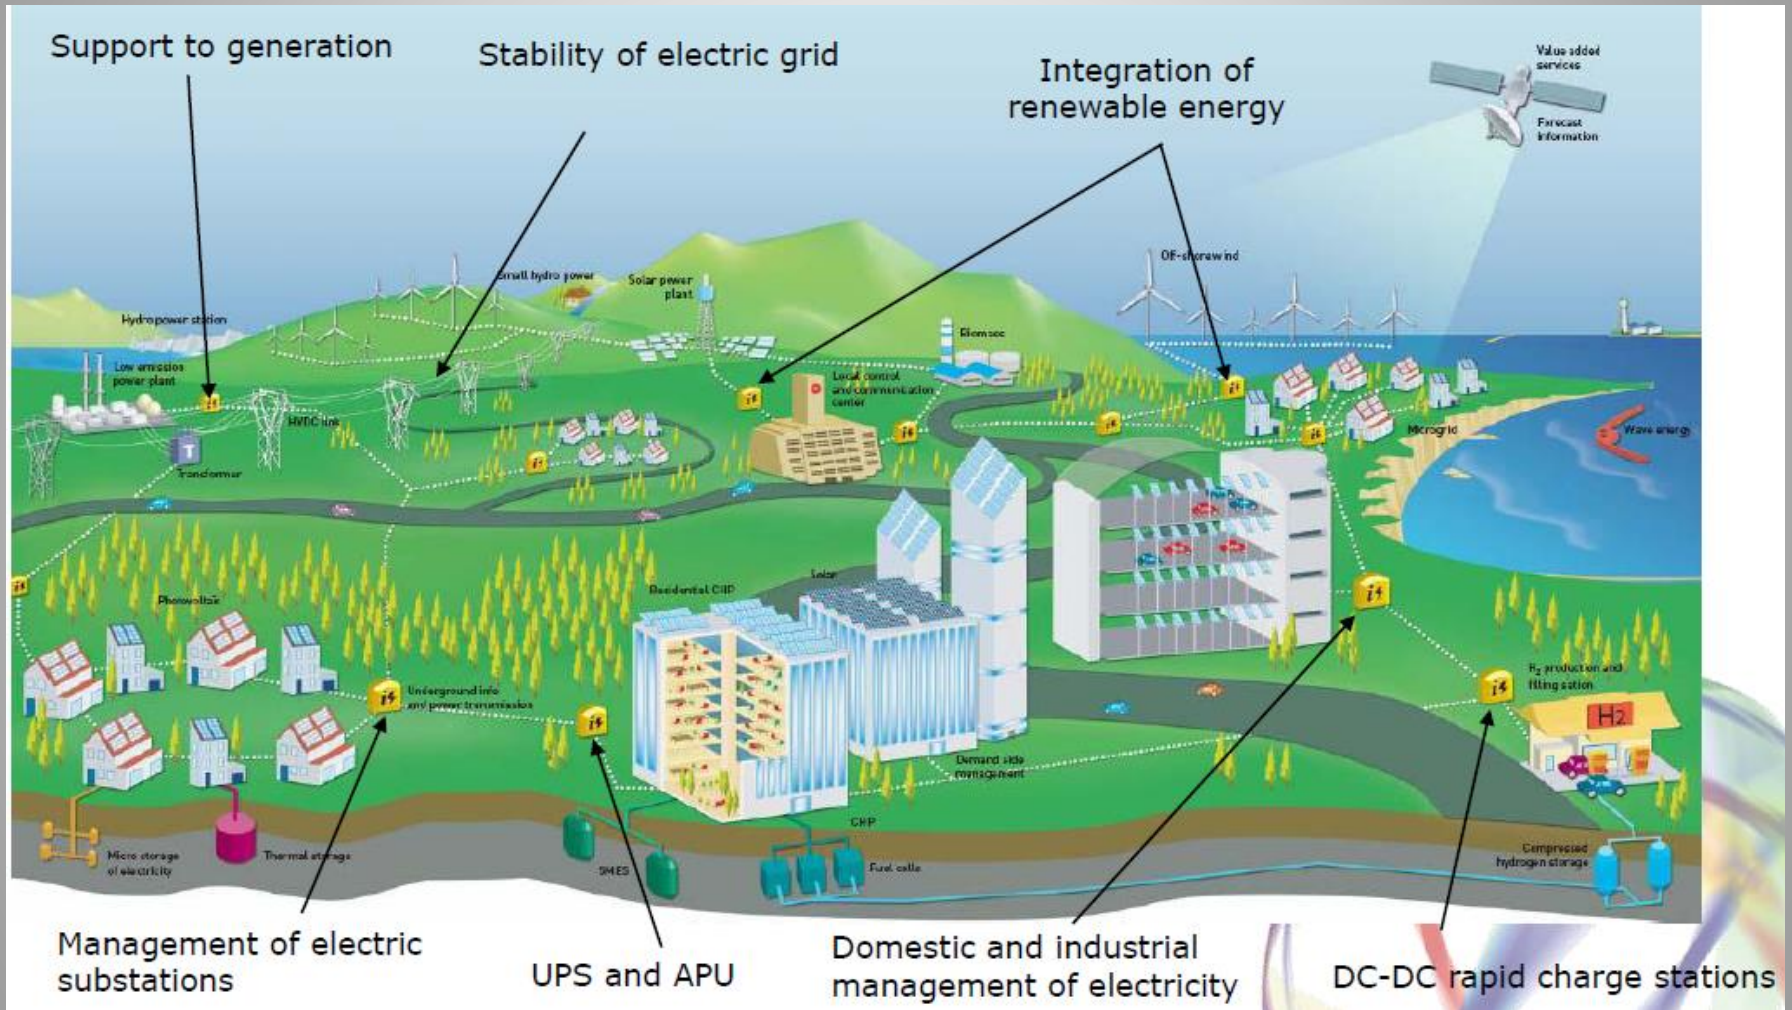 Support to generation
Stability of electric grid
Integration of
renewable energy
Value added
services
Forecast
information
Off-shore wind
Small hydro power
Solar power
plant
Hydropower station
Biomass
Low emission
power plant
Local control
and communication
center
HVDC link
Microgrid
Wave energy
T
Transformer
Residential CHP
Solar
Photovoltaic
H₂ production and
filling sation
Underground info
and power transmission
H2
Demand side
management
CHP
Micro storage
of electricity
Thermal storage
SMES
Fuel cells
Compressed
hydrogen storage
Management of electric
substations
UPS and APU
Domestic and industrial
management of electricity
DC-DC rapid charge stations